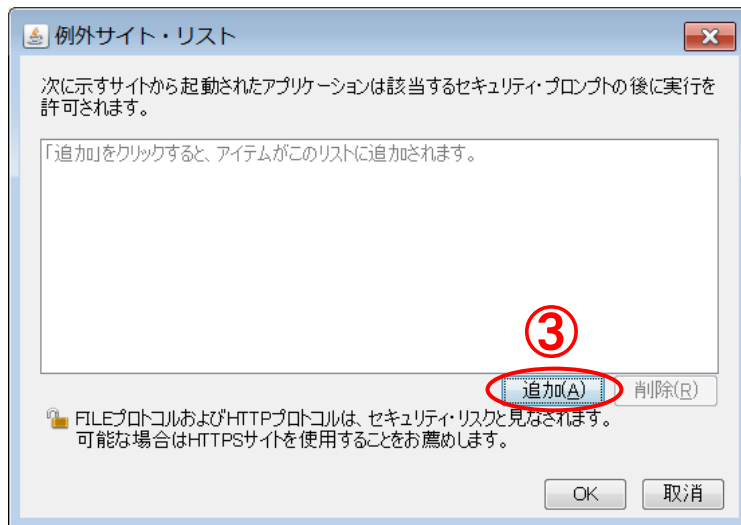 例外サイト・リスト
次に示すサイトから起動されたアプリケーションは該当するセキュリティ・プロンプトの後に実行を
許可されます。
「追加」をクリックすると、アイテムがこのリストに追加されます。
③
追加(A) 削除(R)
FILEプロトコルおよびHTTPプロトコルは、セキュリティ・リスクと見なされます。
可能な場合はHTTPSサイトを使用することをお薦めします。
OK 取消